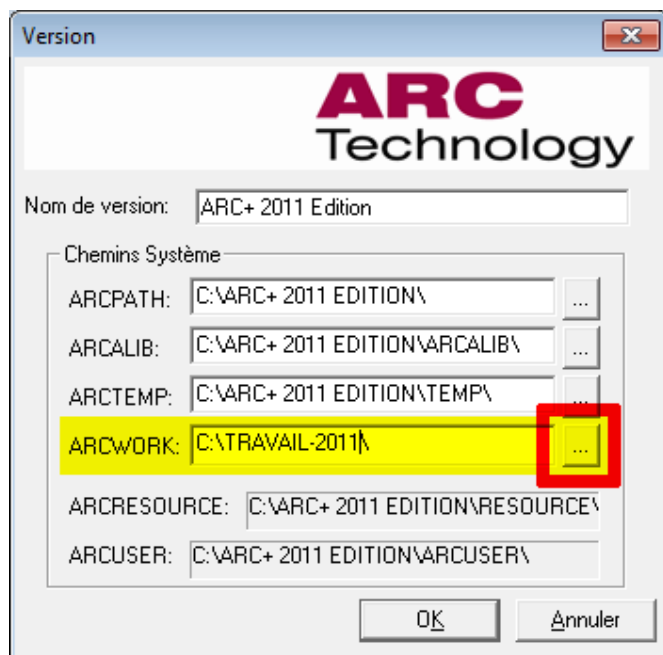 Version
ARC
Technology
Nom de version: ARC+ 2011 Edition
Chemins Système
ARCPATH: C:\ARC+ 2011 EDITION\ ...
ARCALIB: C:\ARC+ 2011 EDITION\ARCALIB\ ...
ARCTEMP: C:\ARC+ 2011 EDITION\TEMP\ ...
ARCWORK: C:\TRAVAIL-2011\ ...
ARCRESOURCE: C:\ARC+ 2011 EDITION\RESOURCE\
ARCUSER: C:\ARC+ 2011 EDITION\ARCUSER\
OK Annuler